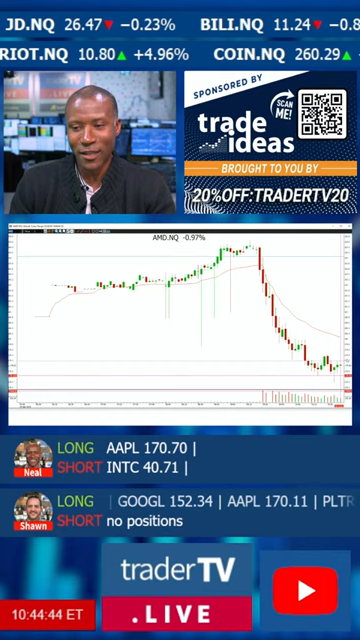 JD.NQ 26.47▼ −0.23% BILI.NQ 11.24▼ −0.8
RIOT.NQ 10.80▲ +4.96% COIN.NQ 260.29▲
SPONSORED BY
SCAN ME!
trade ideas
BROUGHT TO YOU BY
20%OFF:TRADERTV20
AMD.NQ -0.97%
Neal
LONG AAPL 170.70 |
SHORT INTC 40.71 |
Shawn
LONG | GOOGL 152.34 | AAPL 170.11 | PLTR
SHORT no positions
traderTV
.LIVE
10:44:44 ET